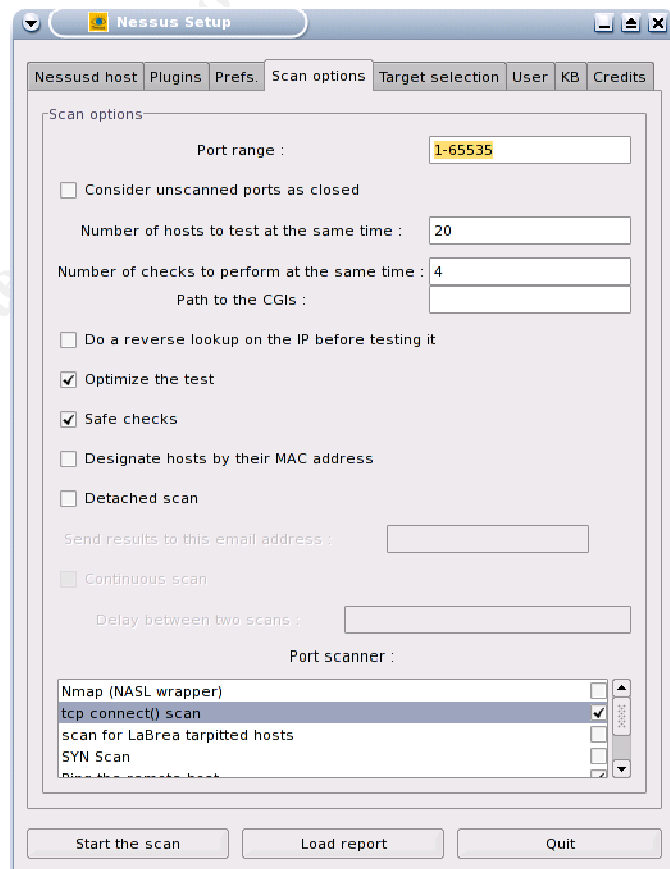 Nessus Setup
Nessusd host Plugins Prefs. Scan options Target selection User KB Credits
Scan options
Port range : 1-65535
Consider unscanned ports as closed
Number of hosts to test at the same time : 20
Number of checks to perform at the same time : 4
Path to the CGIs :
Do a reverse lookup on the IP before testing it
Optimize the test
Safe checks
Designate hosts by their MAC address
Detached scan
Send results to this email address :
Continuous scan
Delay between two scans :
Port scanner :
Nmap (NASL wrapper)
tcp connect() scan
scan for LaBrea tarpitted hosts
SYN Scan
Ping the remote host
Start the scan Load report Quit